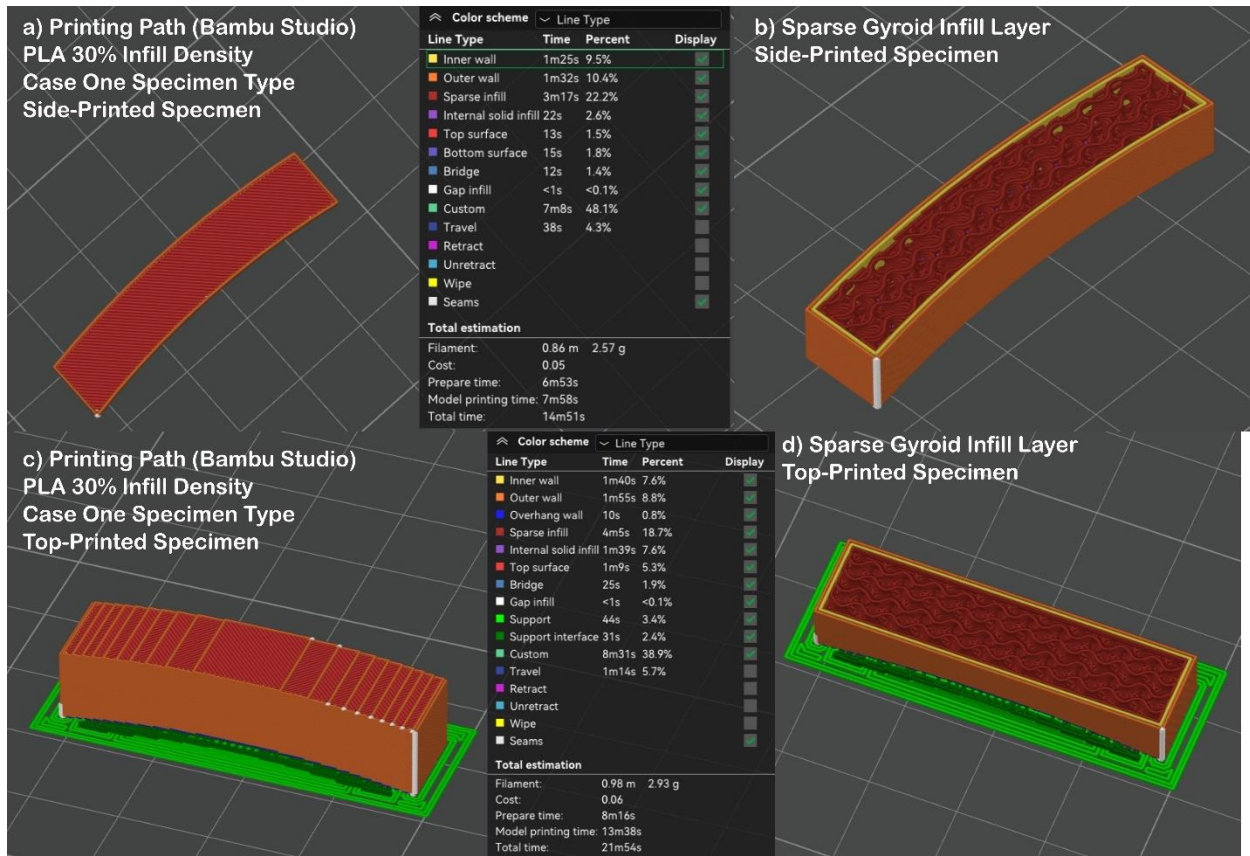 a) Printing Path (Bambu Studio)
PLA 30% Infill Density
Case One Specimen Type
Side-Printed Specmen
Color scheme Line Type
Line Type Time Percent Display
Inner wall 1m25s 9.5%
Outer wall 1m32s 10.4%
Sparse infill 3m17s 22.2%
Internal solid infill 22s 2.6%
Top surface 13s 1.5%
Bottom surface 15s 1.8%
Bridge 12s 1.4%
Gap infill <1s <0.1%
Custom 7m8s 48.1%
Travel 38s 4.3%
Retract
Unretract
Wipe
Seams
Total estimation
Filament: 0.86 m 2.57 g
Cost: 0.05
Prepare time: 6m53s
Model printing time: 7m58s
Total time: 14m51s
b) Sparse Gyroid Infill Layer
Side-Printed Specimen
c) Printing Path (Bambu Studio)
PLA 30% Infill Density
Case One Specimen Type
Top-Printed Specimen
Color scheme Line Type
Line Type Time Percent Display
Inner wall 1m40s 7.6%
Outer wall 1m55s 8.8%
Overhang wall 10s 0.8%
Sparse infill 4m5s 18.7%
Internal solid infill 1m39s 7.6%
Top surface 1m9s 5.3%
Bridge 25s 1.9%
Gap infill <1s <0.1%
Support 44s 3.4%
Support interface 31s 2.4%
Custom 8m31s 38.9%
Travel 1m14s 5.7%
Retract
Unretract
Wipe
Seams
Total estimation
Filament: 0.98 m 2.93 g
Cost: 0.06
Prepare time: 8m16s
Model printing time: 13m38s
Total time: 21m54s
d) Sparse Gyroid Infill Layer
Top-Printed Specimen